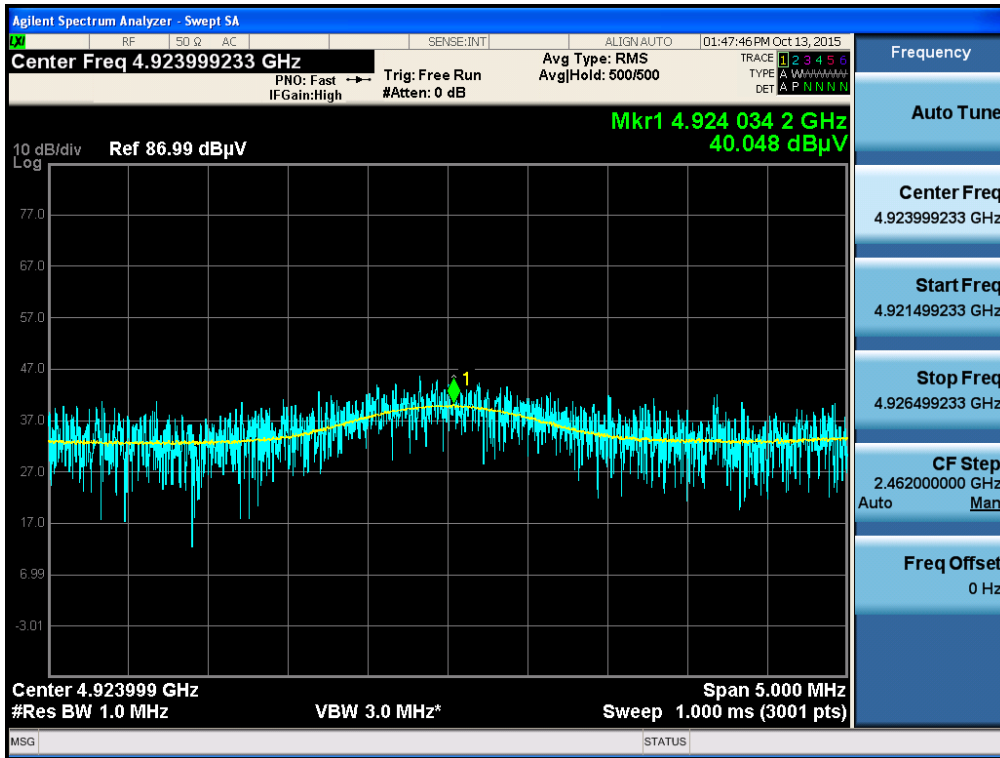 Agilent Spectrum Analyzer - Swept SA
LXI RF 50 Ω AC SENSE:INT ALIGN AUTO 01:47:46 PM Oct 13, 2015
Center Freq 4.923999233 GHz
PNO: Fast
IFGain:High
Trig: Free Run
#Atten: 0 dB
Avg Type: RMS
Avg|Hold: 500/500
TRACE 1 2 3 4 5 6
TYPE A WWWWW
DET A P N N N N
Mkr1 4.924 034 2 GHz
40.048 dBµV
10 dB/div Ref 86.99 dBµV
Log
77.0
67.0
57.0
47.0
37.0
27.0
17.0
6.99
-3.01
1
Center 4.923999 GHz
Span 5.000 MHz
#Res BW 1.0 MHz
VBW 3.0 MHz*
Sweep 1.000 ms (3001 pts)
MSG
STATUS
Frequency
Auto Tune
Center Freq
4.923999233 GHz
Start Freq
4.921499233 GHz
Stop Freq
4.926499233 GHz
CF Step
2.462000000 GHz
Auto Man
Freq Offset
0 Hz